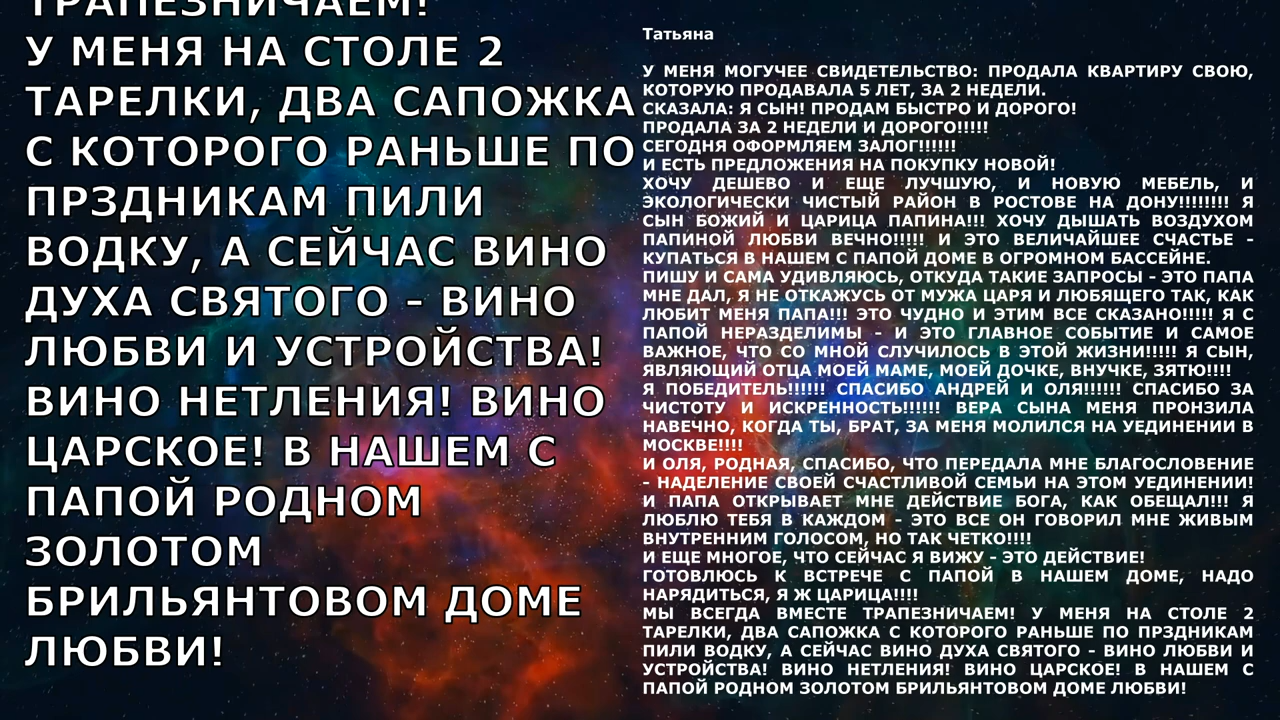 ТРАПЕЗНИЧАЕМ!
У МЕНЯ НА СТОЛЕ 2
ТАРЕЛКИ, ДВА САПОЖКА
С КОТОРОГО РАНЬШЕ ПО
ПРЗДНИКАМ ПИЛИ
ВОДКУ, А СЕЙЧАС ВИНО
ДУХА СВЯТОГО - ВИНО
ЛЮБВИ И УСТРОЙСТВА!
ВИНО НЕТЛЕНИЯ! ВИНО
ЦАРСКОЕ! В НАШЕМ С
ПАПОЙ РОДНОМ
ЗОЛОТОМ
БРИЛЬЯНТОВОМ ДОМЕ
ЛЮБВИ!
Татьяна
У МЕНЯ МОГУЧЕЕ СВИДЕТЕЛЬСТВО: ПРОДАЛА КВАРТИРУ СВОЮ,
КОТОРУЮ ПРОДАВАЛА 5 ЛЕТ, ЗА 2 НЕДЕЛИ.
СКАЗАЛА: Я СЫН! ПРОДАМ БЫСТРО И ДОРОГО!
ПРОДАЛА ЗА 2 НЕДЕЛИ И ДОРОГО!!!!!
СЕГОДНЯ ОФОРМЛЯЕМ ЗАЛОГ!!!!!!
И ЕСТЬ ПРЕДЛОЖЕНИЯ НА ПОКУПКУ НОВОЙ!
ХОЧУ ДЕШЕВО И ЕЩЕ ЛУЧШУЮ, И НОВУЮ МЕБЕЛЬ, И
ЭКОЛОГИЧЕСКИ ЧИСТЫЙ РАЙОН В РОСТОВЕ НА ДОНУ!!!!!!!! Я
СЫН БОЖИЙ И ЦАРИЦА ПАПИНА!!! ХОЧУ ДЫШАТЬ ВОЗДУХОМ
ПАПИНОЙ ЛЮБВИ ВЕЧНО!!!!! И ЭТО ВЕЛИЧАЙШЕЕ СЧАСТЬЕ -
КУПАТЬСЯ В НАШЕМ С ПАПОЙ ДОМЕ В ОГРОМНОМ БАССЕЙНЕ.
ПИШУ И САМА УДИВЛЯЮСЬ, ОТКУДА ТАКИЕ ЗАПРОСЫ - ЭТО ПАПА
МНЕ ДАЛ, Я НЕ ОТКАЖУСЬ ОТ МУЖА ЦАРЯ И ЛЮБЯЩЕГО ТАК, КАК
ЛЮБИТ МЕНЯ ПАПА!!! ЭТО ЧУДНО И ЭТИМ ВСЕ СКАЗАНО!!!!! Я С
ПАПОЙ НЕРАЗДЕЛИМЫ - И ЭТО ГЛАВНОЕ СОБЫТИЕ И САМОЕ
ВАЖНОЕ, ЧТО СО МНОЙ СЛУЧИЛОСЬ В ЭТОЙ ЖИЗНИ!!!!! Я СЫН,
ЯВЛЯЮЩИЙ ОТЦА МОЕЙ МАМЕ, МОЕЙ ДОЧКЕ, ВНУЧКЕ, ЗЯТЮ!!!!
Я ПОБЕДИТЕЛЬ!!!!!! СПАСИБО АНДРЕЙ И ОЛЯ!!!!!! СПАСИБО ЗА
ЧИСТОТУ И ИСКРЕННОСТЬ!!!!!! ВЕРА СЫНА МЕНЯ ПРОНЗИЛА
НАВЕЧНО, КОГДА ТЫ, БРАТ, ЗА МЕНЯ МОЛИЛСЯ НА УЕДИНЕНИИ В
МОСКВЕ!!!!
И ОЛЯ, РОДНАЯ, СПАСИБО, ЧТО ПЕРЕДАЛА МНЕ БЛАГОСЛОВЕНИЕ
- НАДЕЛЕНИЕ СВОЕЙ СЧАСТЛИВОЙ СЕМЬИ НА ЭТОМ УЕДИНЕНИИ!
И ПАПА ОТКРЫВАЕТ МНЕ ДЕЙСТВИЕ БОГА, КАК ОБЕЩАЛ!!! Я
ЛЮБЛЮ ТЕБЯ В КАЖДОМ - ЭТО ВСЕ ОН ГОВОРИЛ МНЕ ЖИВЫМ
ВНУТРЕННИМ ГОЛОСОМ, НО ТАК ЧЕТКО!!!!
И ЕЩЕ МНОГОЕ, ЧТО СЕЙЧАС Я ВИЖУ - ЭТО ДЕЙСТВИЕ!
ГОТОВЛЮСЬ К ВСТРЕЧЕ С ПАПОЙ В НАШЕМ ДОМЕ, НАДО
НАРЯДИТЬСЯ, Я Ж ЦАРИЦА!!!!
МЫ ВСЕГДА ВМЕСТЕ ТРАПЕЗНИЧАЕМ! У МЕНЯ НА СТОЛЕ 2
ТАРЕЛКИ, ДВА САПОЖКА С КОТОРОГО РАНЬШЕ ПО ПРЗДНИКАМ
ПИЛИ ВОДКУ, А СЕЙЧАС ВИНО ДУХА СВЯТОГО - ВИНО ЛЮБВИ И
УСТРОЙСТВА! ВИНО НЕТЛЕНИЯ! ВИНО ЦАРСКОЕ! В НАШЕМ С
ПАПОЙ РОДНОМ ЗОЛОТОМ БРИЛЬЯНТОВОМ ДОМЕ ЛЮБВИ!